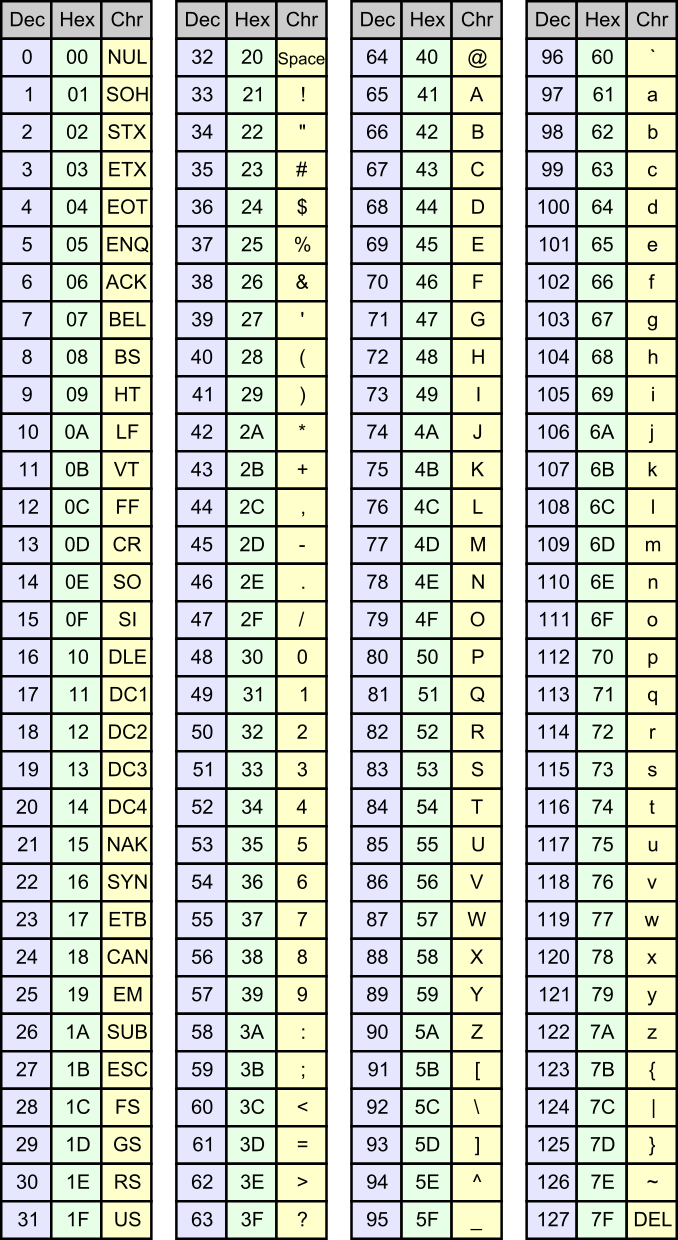 Dec Hex Chr Dec Hex Chr Dec Hex Chr Dec Hex Chr
0 00 NUL 32 20 Space 64 40 @ 96 60 `
1 01 SOH 33 21 ! 65 41 A 97 61 a
2 02 STX 34 22 " 66 42 B 98 62 b
3 03 ETX 35 23 # 67 43 C 99 63 c
4 04 EOT 36 24 $ 68 44 D 100 64 d
5 05 ENQ 37 25 % 69 45 E 101 65 e
6 06 ACK 38 26 & 70 46 F 102 66 f
7 07 BEL 39 27 ' 71 47 G 103 67 g
8 08 BS 40 28 ( 72 48 H 104 68 h
9 09 HT 41 29 ) 73 49 I 105 69 i
10 0A LF 42 2A * 74 4A J 106 6A j
11 0B VT 43 2B + 75 4B K 107 6B k
12 0C FF 44 2C , 76 4C L 108 6C l
13 0D CR 45 2D - 77 4D M 109 6D m
14 0E SO 46 2E . 78 4E N 110 6E n
15 0F SI 47 2F / 79 4F O 111 6F o
16 10 DLE 48 30 0 80 50 P 112 70 p
17 11 DC1 49 31 1 81 51 Q 113 71 q
18 12 DC2 50 32 2 82 52 R 114 72 r
19 13 DC3 51 33 3 83 53 S 115 73 s
20 14 DC4 52 34 4 84 54 T 116 74 t
21 15 NAK 53 35 5 85 55 U 117 75 u
22 16 SYN 54 36 6 86 56 V 118 76 v
23 17 ETB 55 37 7 87 57 W 119 77 w
24 18 CAN 56 38 8 88 58 X 120 78 x
25 19 EM 57 39 9 89 59 Y 121 79 y
26 1A SUB 58 3A : 90 5A Z 122 7A z
27 1B ESC 59 3B ; 91 5B [ 123 7B {
28 1C FS 60 3C < 92 5C \ 124 7C |
29 1D GS 61 3D = 93 5D ] 125 7D }
30 1E RS 62 3E > 94 5E ^ 126 7E ~
31 1F US 63 3F ? 95 5F _ 127 7F DEL